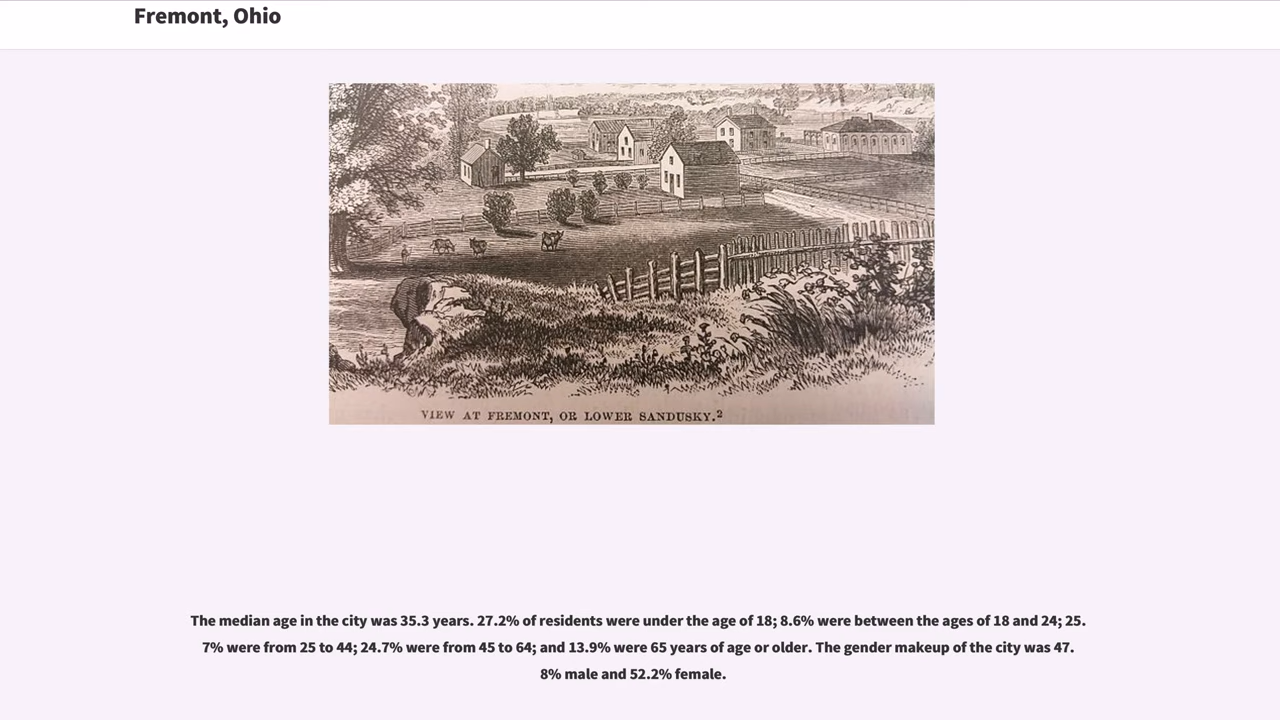 Fremont, Ohio
VIEW AT FREMONT, OR LOWER SANDUSKY.2
The median age in the city was 35.3 years. 27.2% of residents were under the age of 18; 8.6% were between the ages of 18 and 24; 25.
7% were from 25 to 44; 24.7% were from 45 to 64; and 13.9% were 65 years of age or older. The gender makeup of the city was 47.
8% male and 52.2% female.